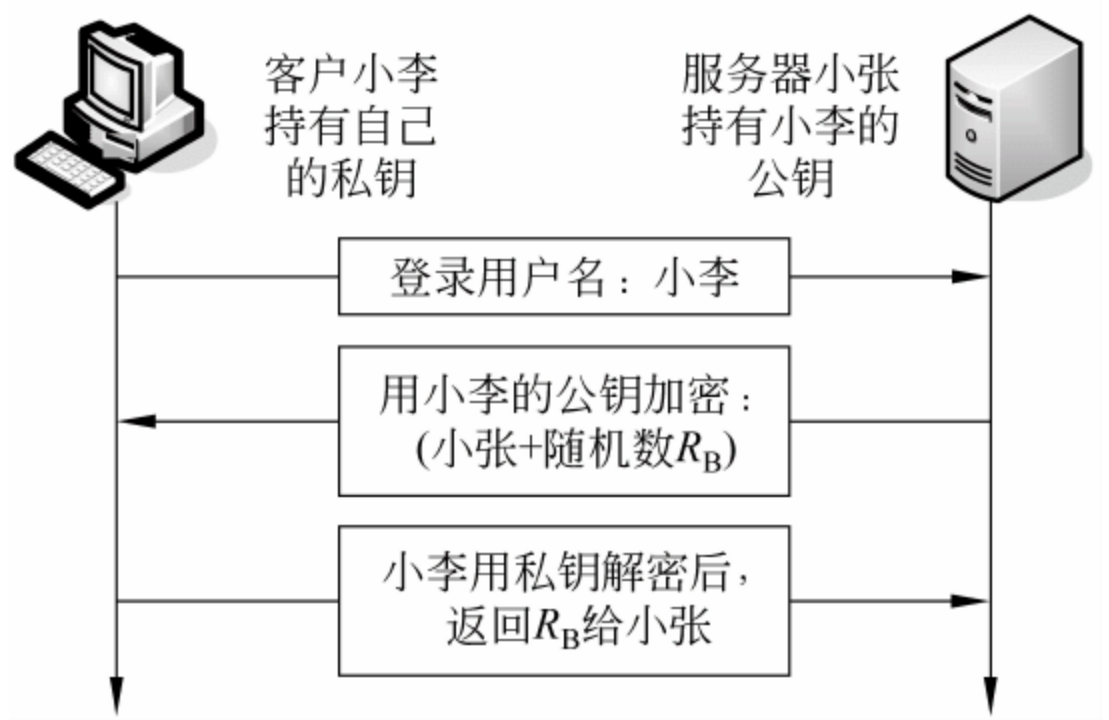 客户小李
持有自己
的私钥
服务器小张
持有小李的
公钥
登录用户名：小李
用小李的公钥加密：
(小张+随机数R_B)
小李用私钥解密后，
返回R_B给小张